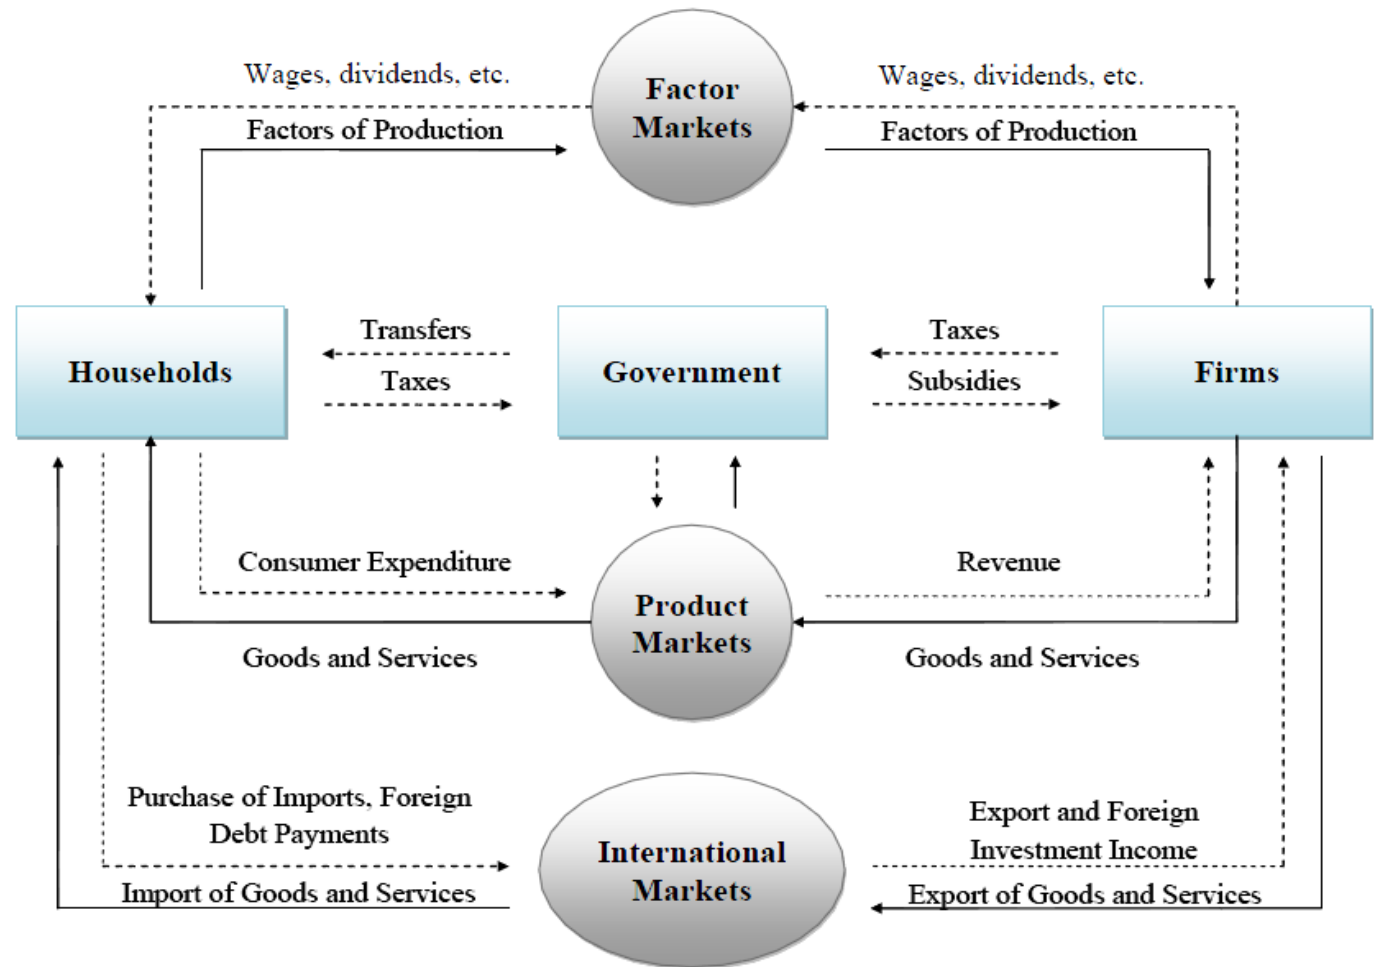 Wages, dividends, etc.
Factor
Markets
Wages, dividends, etc.
Factors of Production
Factors of Production
Households
Transfers
Taxes
Government
Taxes
Subsidies
Firms
Consumer Expenditure
Revenue
Product
Markets
Goods and Services
Goods and Services
Purchase of Imports, Foreign
Debt Payments
Import of Goods and Services
International
Markets
Export and Foreign
Investment Income
Export of Goods and Services